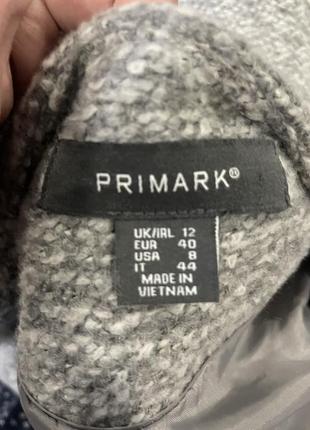 PRIMARK®
UK/IRL 12
EUR 40
USA 8
IT 44
MADE IN
VIETNAM